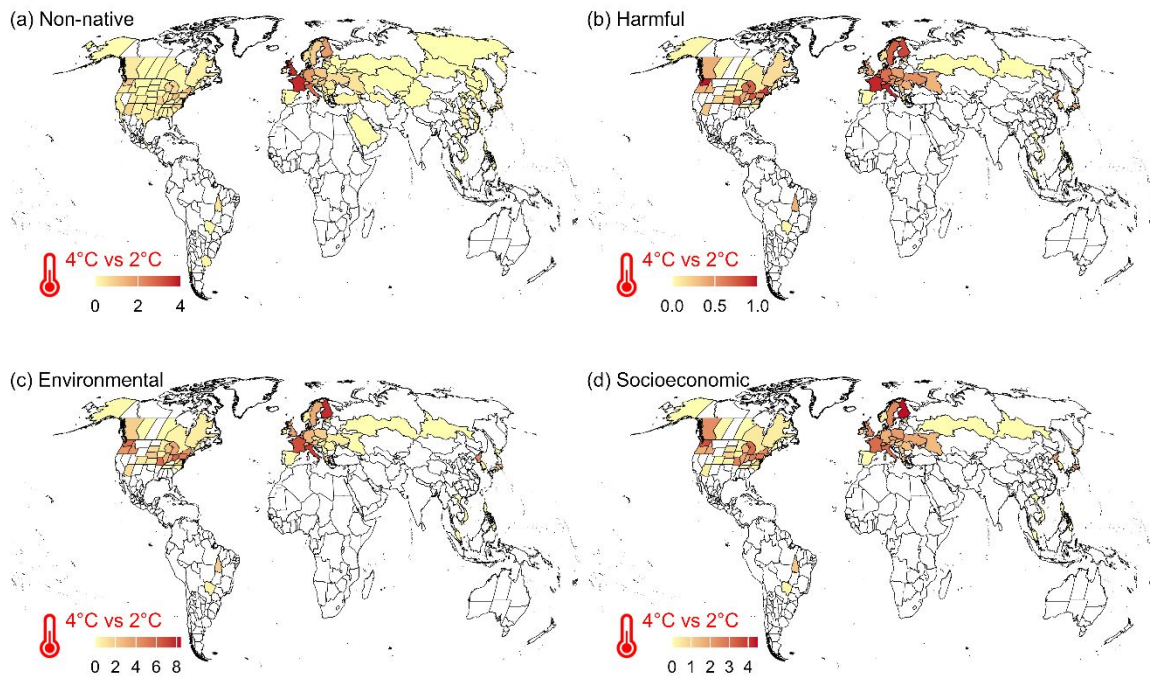 (a) Non-native
4°C vs 2°C
0 2 4
(b) Harmful
4°C vs 2°C
0.0 0.5 1.0
(c) Environmental
4°C vs 2°C
0 2 4 6 8
(d) Socioeconomic
4°C vs 2°C
0 1 2 3 4